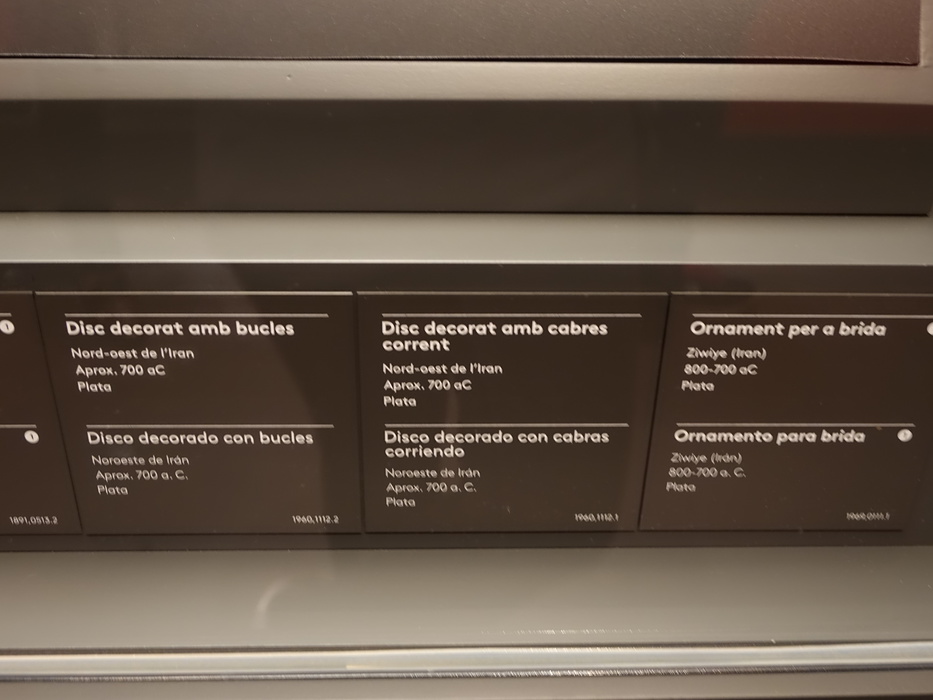 Disc decorat amb bucles
Nord-oest de l'Iran
Aprox. 700 aC
Plata
Disco decorado con bucles
Noroeste de Irán
Aprox. 700 a. C.
Plata
1891,0513.2
1960,1112.2
Disc decorat amb cabres
corrent
Nord-oest de l'Iran
Aprox. 700 aC
Plata
Disco decorado con cabras
corriendo
Noroeste de Irán
Aprox. 700 a. C.
Plata
1960,1112.1
Ornament per a brida
Ziwiye (Iran)
800-700 aC
Plata
Ornamento para brida
Ziwiye (Irán)
800-700 a. C.
Plata